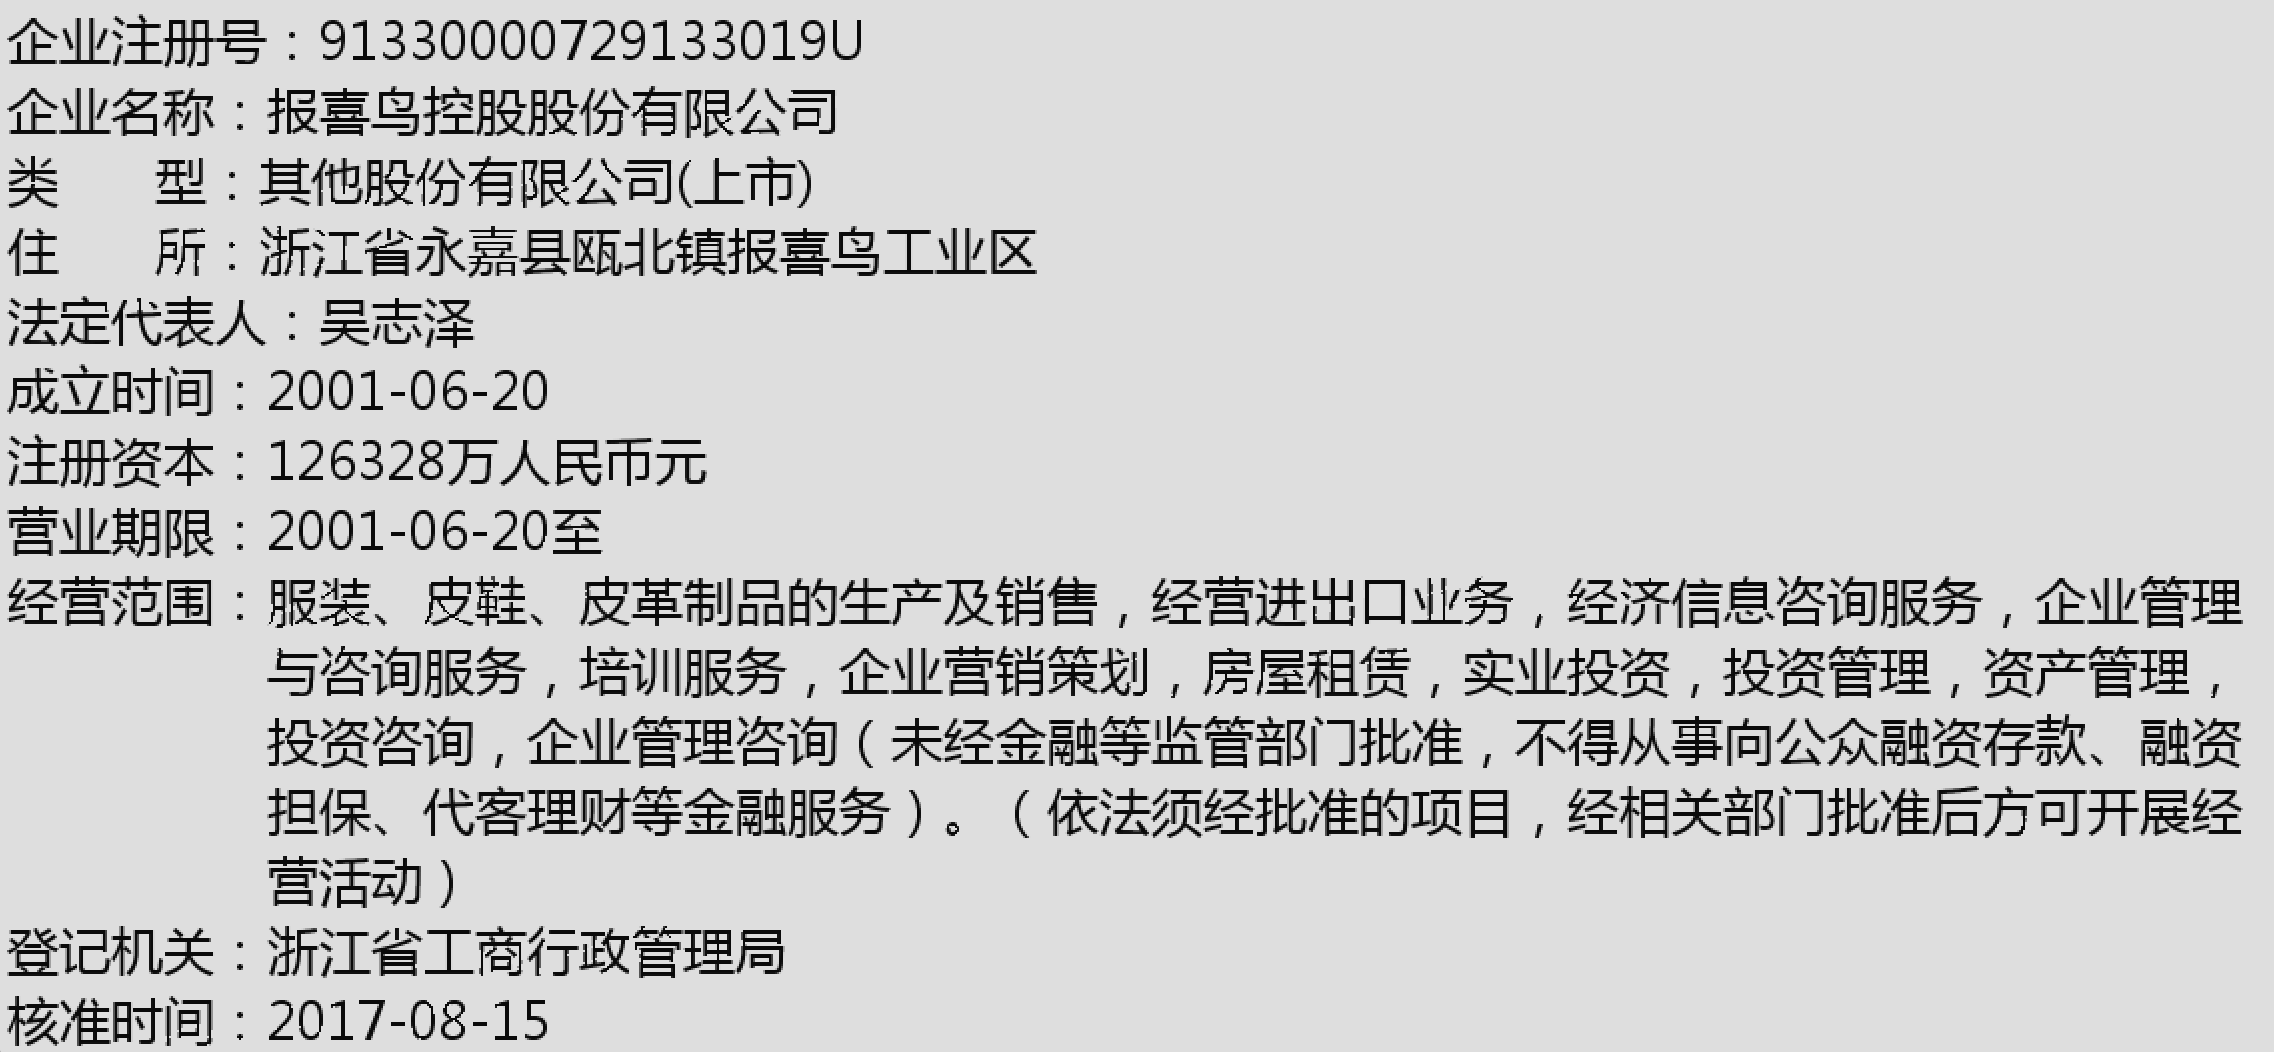 企业注册号：91330000729133019U
企业名称：报喜鸟控股股份有限公司
类 型：其他股份有限公司(上市)
住 所：浙江省永嘉县瓯北镇报喜鸟工业区
法定代表人：吴志泽
成立时间：2001-06-20
注册资本：126328万人民币元
营业期限：2001-06-20至
经营范围：服装、皮鞋、皮革制品的生产及销售，经营进出口业务，经济信息咨询服务，企业管理
与咨询服务，培训服务，企业营销策划，房屋租赁，实业投资，投资管理，资产管理，
投资咨询，企业管理咨询（未经金融等监管部门批准，不得从事向公众融资存款、融资
担保、代客理财等金融服务）。（依法须经批准的项目，经相关部门批准后方可开展经
营活动）
登记机关：浙江省工商行政管理局
核准时间：2017-08-15